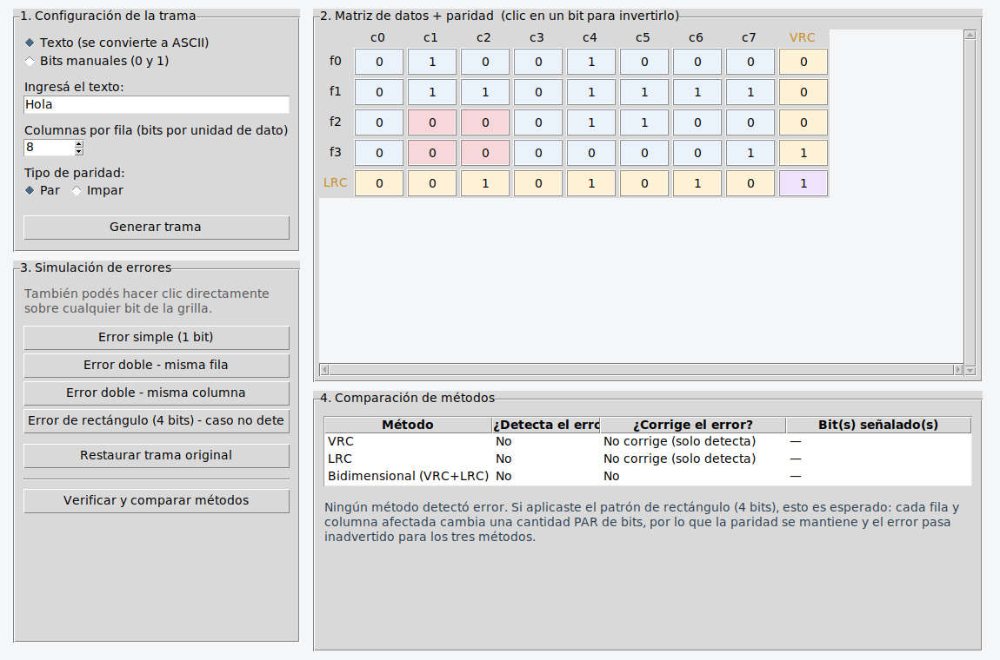 1. Configuración de la trama
Texto (se convierte a ASCII)
Bits manuales (0 y 1)
Ingresá el texto:
Hola
Columnas por fila (bits por unidad de dato)
8
Tipo de paridad:
Par Impar
Generar trama
3. Simulación de errores
También podés hacer clic directamente
sobre cualquier bit de la grilla.
Error simple (1 bit)
Error doble - misma fila
Error doble - misma columna
Error de rectángulo (4 bits) - caso no dete
Restaurar trama original
Verificar y comparar métodos
2. Matriz de datos + paridad (clic en un bit para invertirlo)
c0 c1 c2 c3 c4 c5 c6 c7 VRC
f0 0 1 0 0 1 0 0 0 0
f1 0 1 1 0 1 1 1 1 0
f2 0 0 0 0 1 1 0 0 0
f3 0 0 0 0 0 0 0 1 1
LRC 0 0 1 0 1 0 1 0 1
4. Comparación de métodos
Método ¿Detecta el erro ¿Corrige el error? Bit(s) señalado(s)
VRC No No corrige (solo detecta) —
LRC No No corrige (solo detecta) —
Bidimensional (VRC+LRC) No No —
Ningún método detectó error. Si aplicaste el patrón de rectángulo (4 bits), esto es esperado: cada fila y
columna afectada cambia una cantidad PAR de bits, por lo que la paridad se mantiene y el error pasa
inadvertido para los tres métodos.